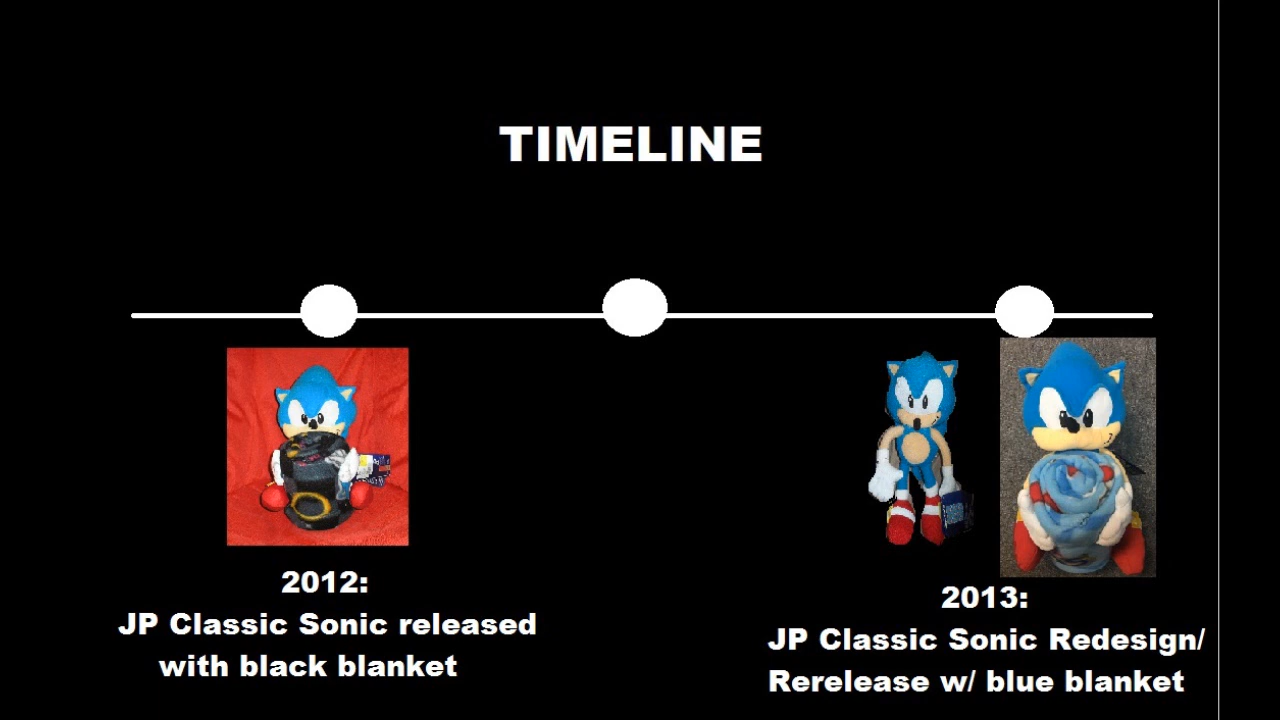 TIMELINE
2012:
JP Classic Sonic released
with black blanket
2013:
JP Classic Sonic Redesign/
Rerelease w/ blue blanket